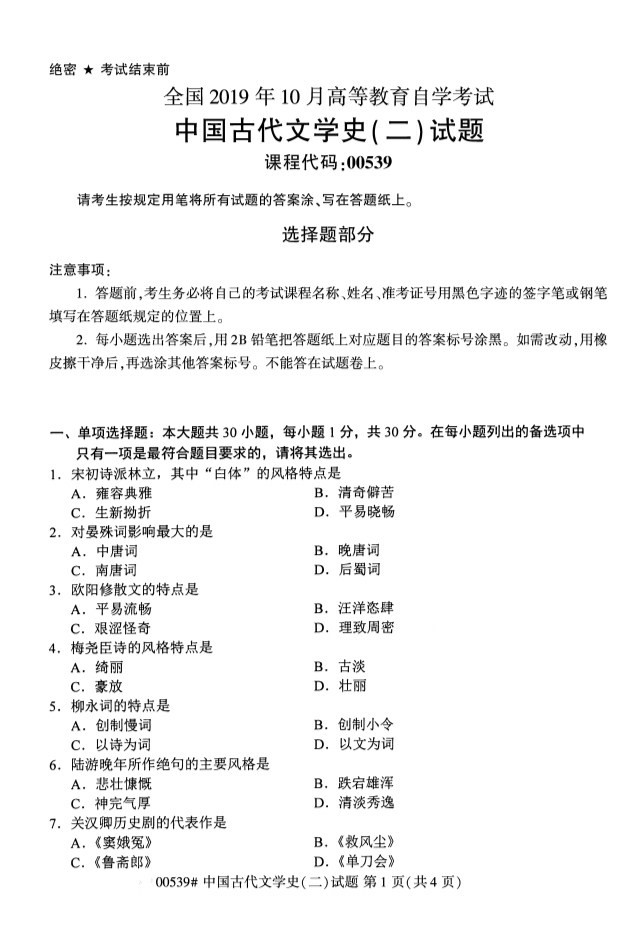 绝密 ★ 考试结束前
全国 2019 年 10 月高等教育自学考试
中国古代文学史(二)试题
课程代码:00539
请考生按规定用笔将所有试题的答案涂、写在答题纸上。
选择题部分
注意事项:
1. 答题前,考生务必将自己的考试课程名称、姓名、准考证号用黑色字迹的签字笔或钢笔
填写在答题纸规定的位置上。
2. 每小题选出答案后,用 2B 铅笔把答题纸上对应题目的答案标号涂黑。如需改动,用橡
皮擦干净后,再选涂其他答案标号。不能答在试题卷上。
一、单项选择题:本大题共 30 小题,每小题 1 分,共 30 分。在每小题列出的备选项中
只有一项是最符合题目要求的,请将其选出。
1. 宋初诗派林立,其中“白体”的风格特点是
A. 雍容典雅 B. 清奇僻苦
C. 生新拗折 D. 平易晓畅
2. 对晏殊词影响最大的是
A. 中唐词 B. 晚唐词
C. 南唐词 D. 后蜀词
3. 欧阳修散文的特点是
A. 平易流畅 B. 汪洋恣肆
C. 艰涩怪奇 D. 理致周密
4. 梅尧臣诗的风格特点是
A. 绮丽 B. 古淡
C. 豪放 D. 壮丽
5. 柳永词的特点是
A. 创制慢词 B. 创制小令
C. 以诗为词 D. 以文为词
6. 陆游晚年所作绝句的主要风格是
A. 悲壮慷慨 B. 跌宕雄浑
C. 神完气厚 D. 清淡秀逸
7. 关汉卿历史剧的代表作是
A.《窦娥冤》 B.《救风尘》
C.《鲁斋郎》 D.《单刀会》
00539# 中国古代文学史(二)试题 第 1 页(共 4 页)